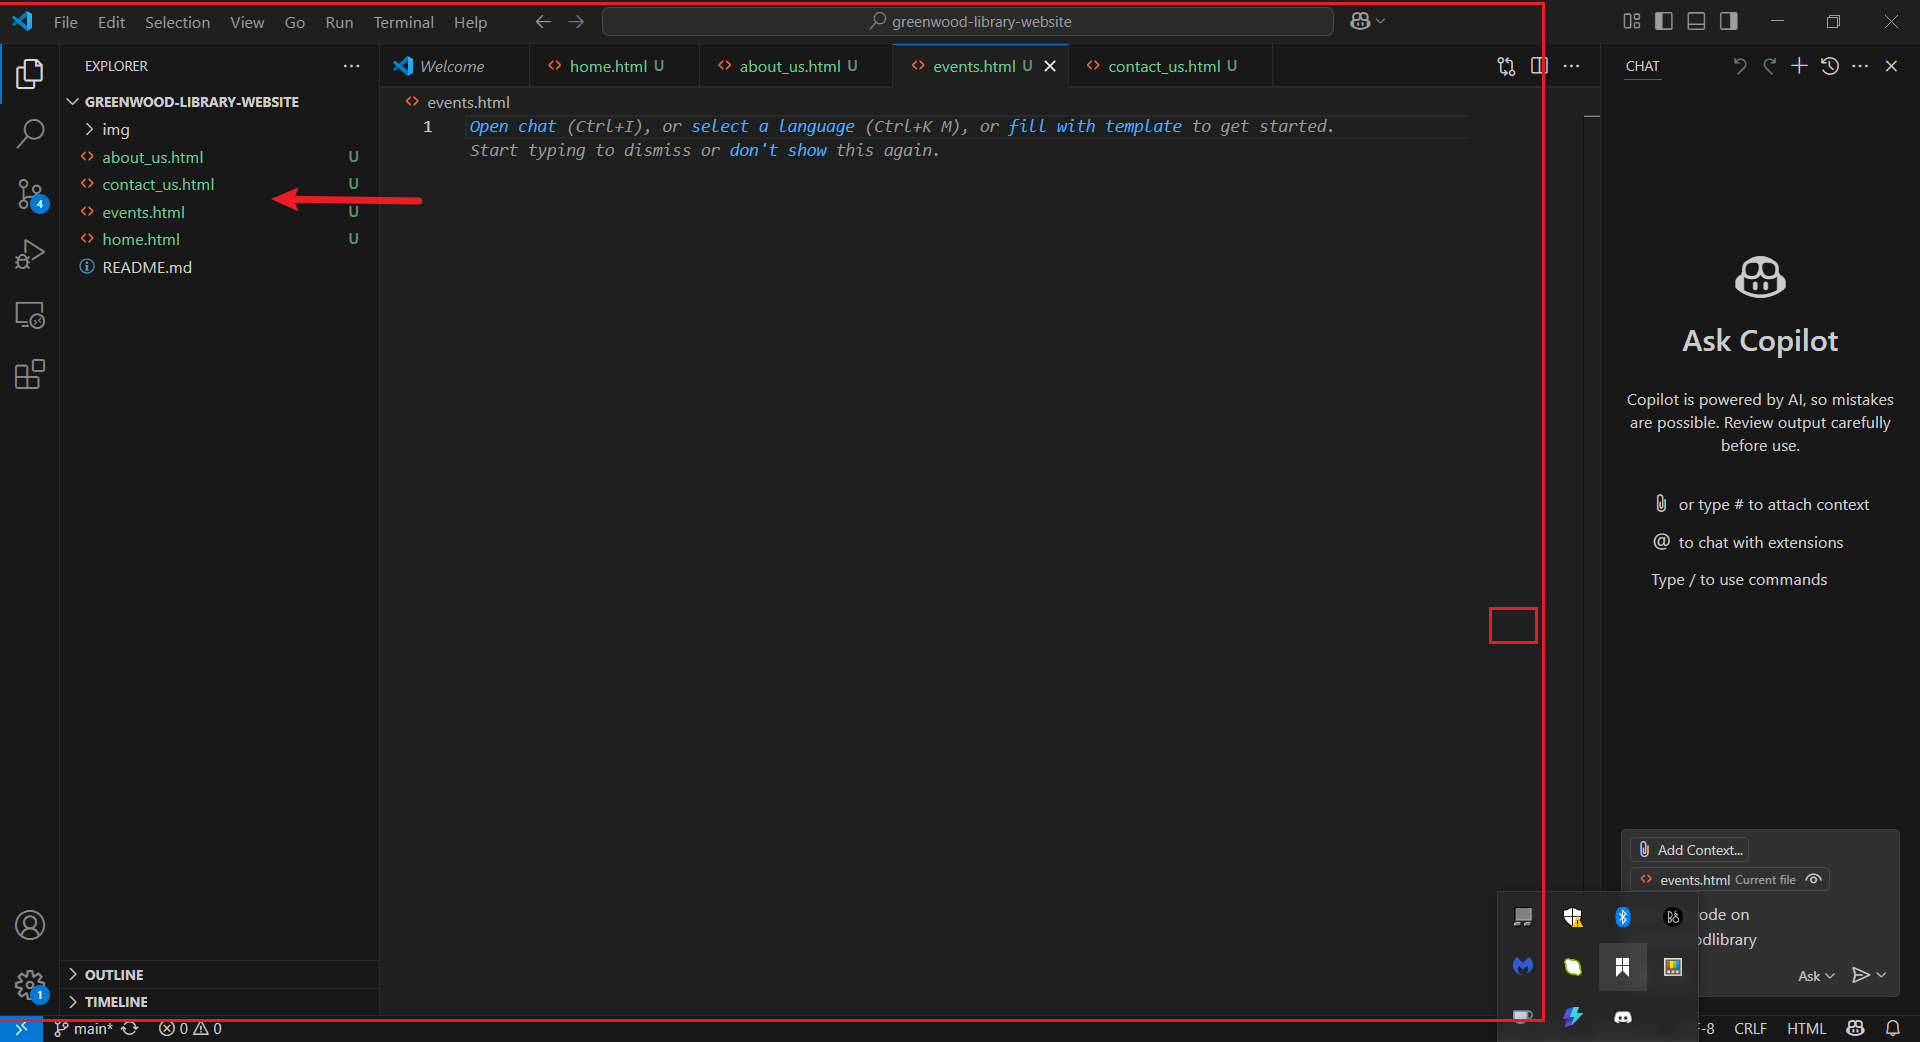 File Edit Selection View Go Run Terminal Help
greenwood-library-website
EXPLORER
GREENWOOD-LIBRARY-WEBSITE
img
about_us.html U
contact_us.html U
events.html U
home.html U
README.md
4
1
OUTLINE
TIMELINE
Welcome
home.html U
about_us.html U
events.html U
contact_us.html U
events.html
1
Open chat (Ctrl+I), or select a language (Ctrl+K M), or fill with template to get started.
Start typing to dismiss or don't show this again.
CHAT
Ask Copilot
Copilot is powered by AI, so mistakes
are possible. Review output carefully
before use.
or type # to attach context
@ to chat with extensions
Type / to use commands
Add Context...
events.html Current file
ode on
odlibrary
Ask
main* 0 0
F-8 CRLF HTML